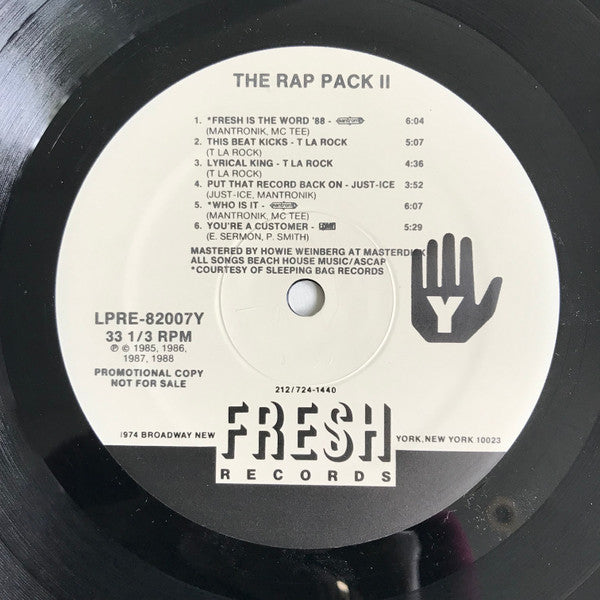 THE RAP PACK II
1. *FRESH IS THE WORD '88 - mantronix 6:04
(MANTRONIK, MC TEE)
2. THIS BEAT KICKS - T LA ROCK 5:07
(T LA ROCK)
3. LYRICAL KING - T LA ROCK 4:36
(T LA ROCK)
4. PUT THAT RECORD BACK ON - JUST-ICE 3:52
(JUST-ICE, MANTRONIK)
5. *WHO IS IT - mantronix 6:07
(MANTRONIK, MC TEE)
6. YOU'RE A CUSTOMER - EPMD 5:29
(E. SERMON, P. SMITH)
MASTERED BY HOWIE WEINBERG AT MASTERDISK
ALL SONGS BEACH HOUSE MUSIC/ASCAP
*COURTESY OF SLEEPING BAG RECORDS
Y
LPRE-82007Y
33 1/3 RPM
℗ © 1985, 1986,
1987, 1988
PROMOTIONAL COPY
NOT FOR SALE
212/724-1440
1974 BROADWAY NEW FRESH YORK, NEW YORK 10023
RECORDS